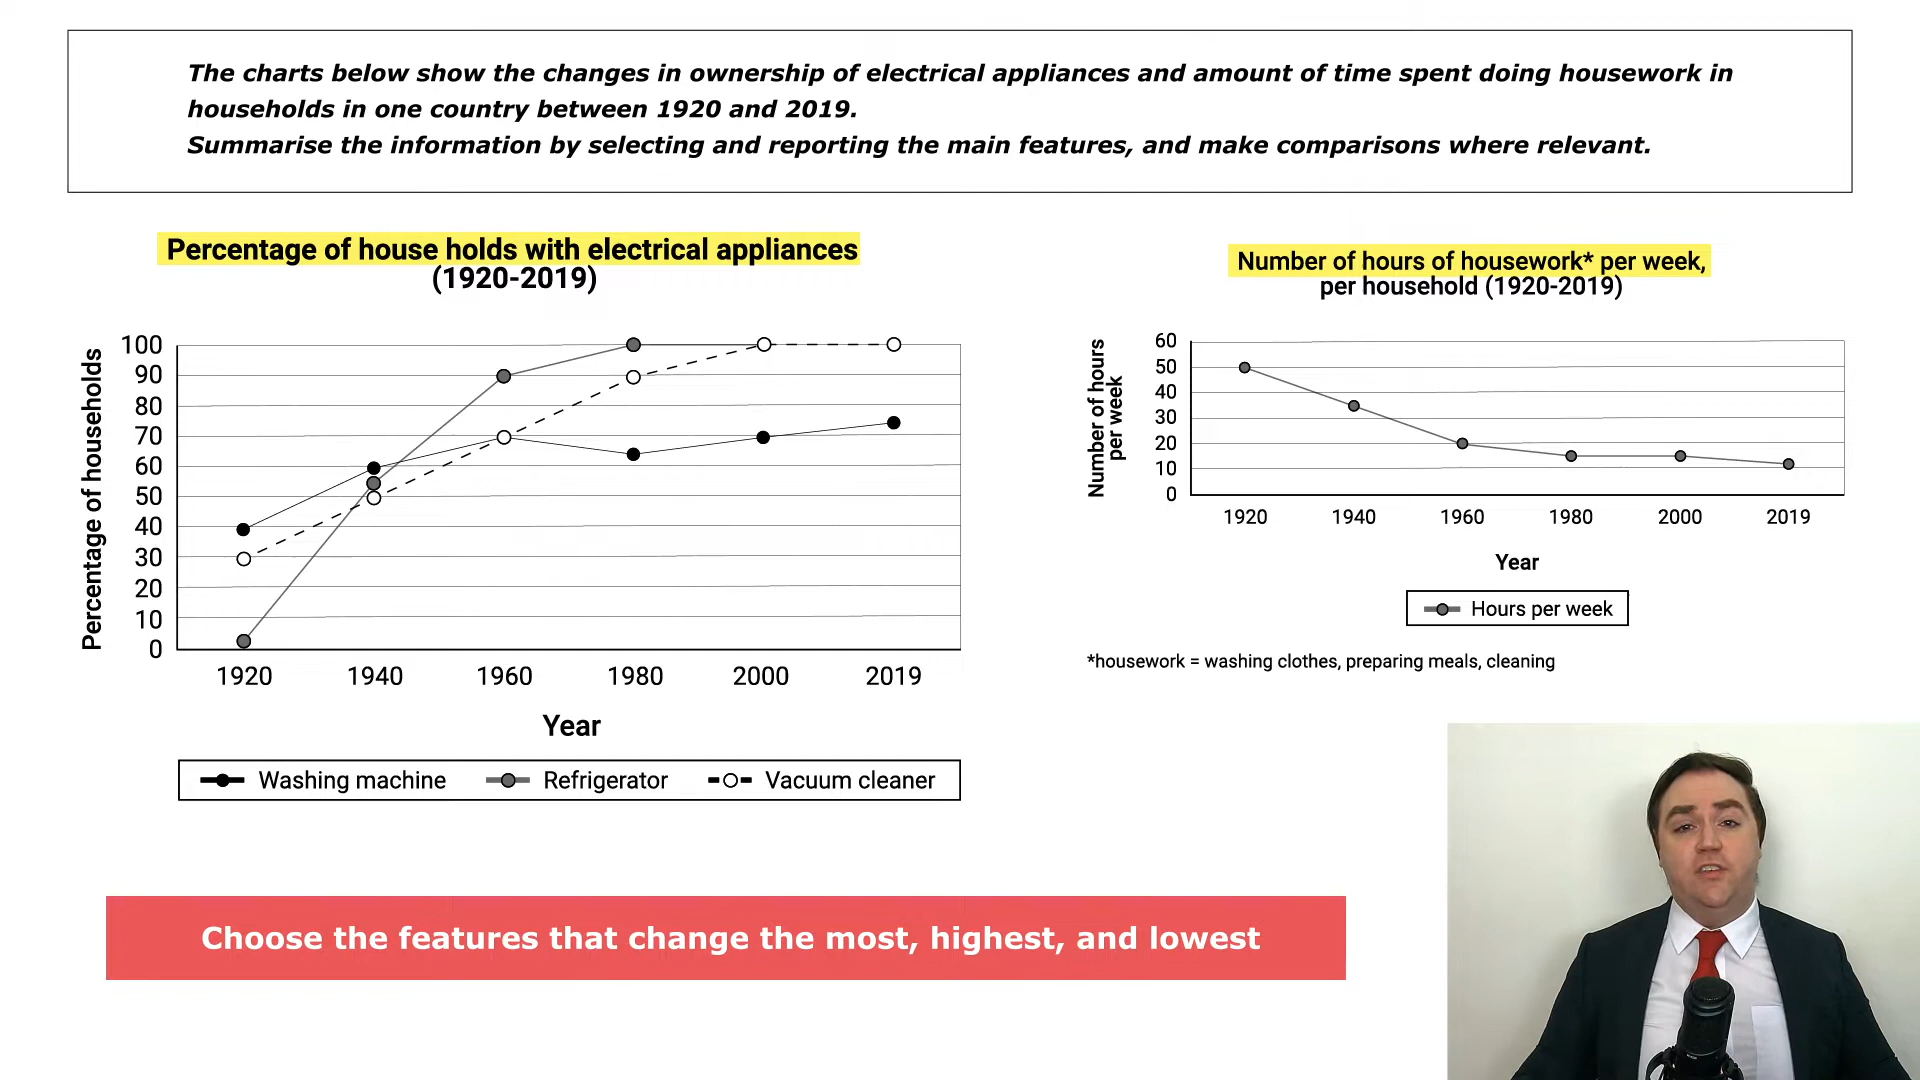 The charts below show the changes in ownership of electrical appliances and amount of time spent doing housework in
households in one country between 1920 and 2019.
Summarise the information by selecting and reporting the main features, and make comparisons where relevant.
Percentage of house holds with electrical appliances
(1920-2019)
Percentage of households
100
90
80
70
60
50
40
30
20
10
0
1920 1940 1960 1980 2000 2019
Year
Washing machine Refrigerator Vacuum cleaner
Number of hours of housework* per week,
per household (1920-2019)
Number of hours
per week
60
50
40
30
20
10
0
1920 1940 1960 1980 2000 2019
Year
Hours per week
*housework = washing clothes, preparing meals, cleaning
Choose the features that change the most, highest, and lowest